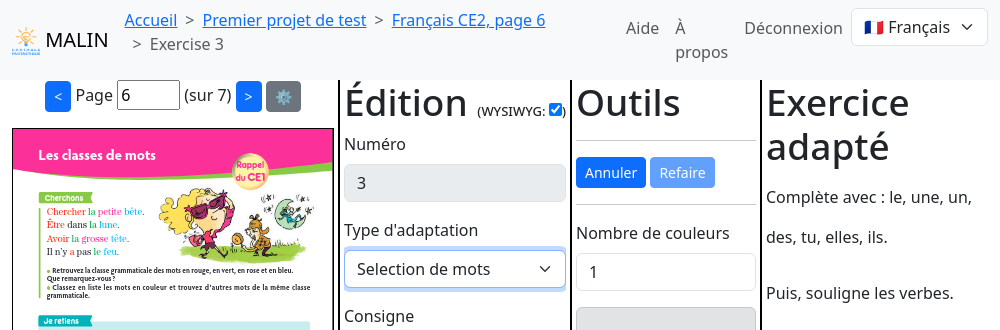 MALIN
Accueil > Premier projet de test > Français CE2, page 6
> Exercise 3
Aide
À propos
Déconnexion
🇫🇷 Français
< Page 6 (sur 7) > ⚙️
Les classes de mots
Rappel
du CE1
Cherchons
Chercher la petite bête.
Être dans la lune.
Avoir la grosse tête.
Il n'y a pas le feu.
• Retrouvez la classe grammaticale des mots en rouge, en vert, en rose et en bleu.
Que remarquez-vous ?
• Classez en liste les mots en couleur et trouvez d'autres mots de la même classe
grammaticale.
Je retiens
Édition (WYSIWYG: )
Numéro
3
Type d'adaptation
Selection de mots
Consigne
Outils
Annuler Refaire
Nombre de couleurs
1
Exercice
adapté
Complète avec : le, une, un,
des, tu, elles, ils.
Puis, souligne les verbes.